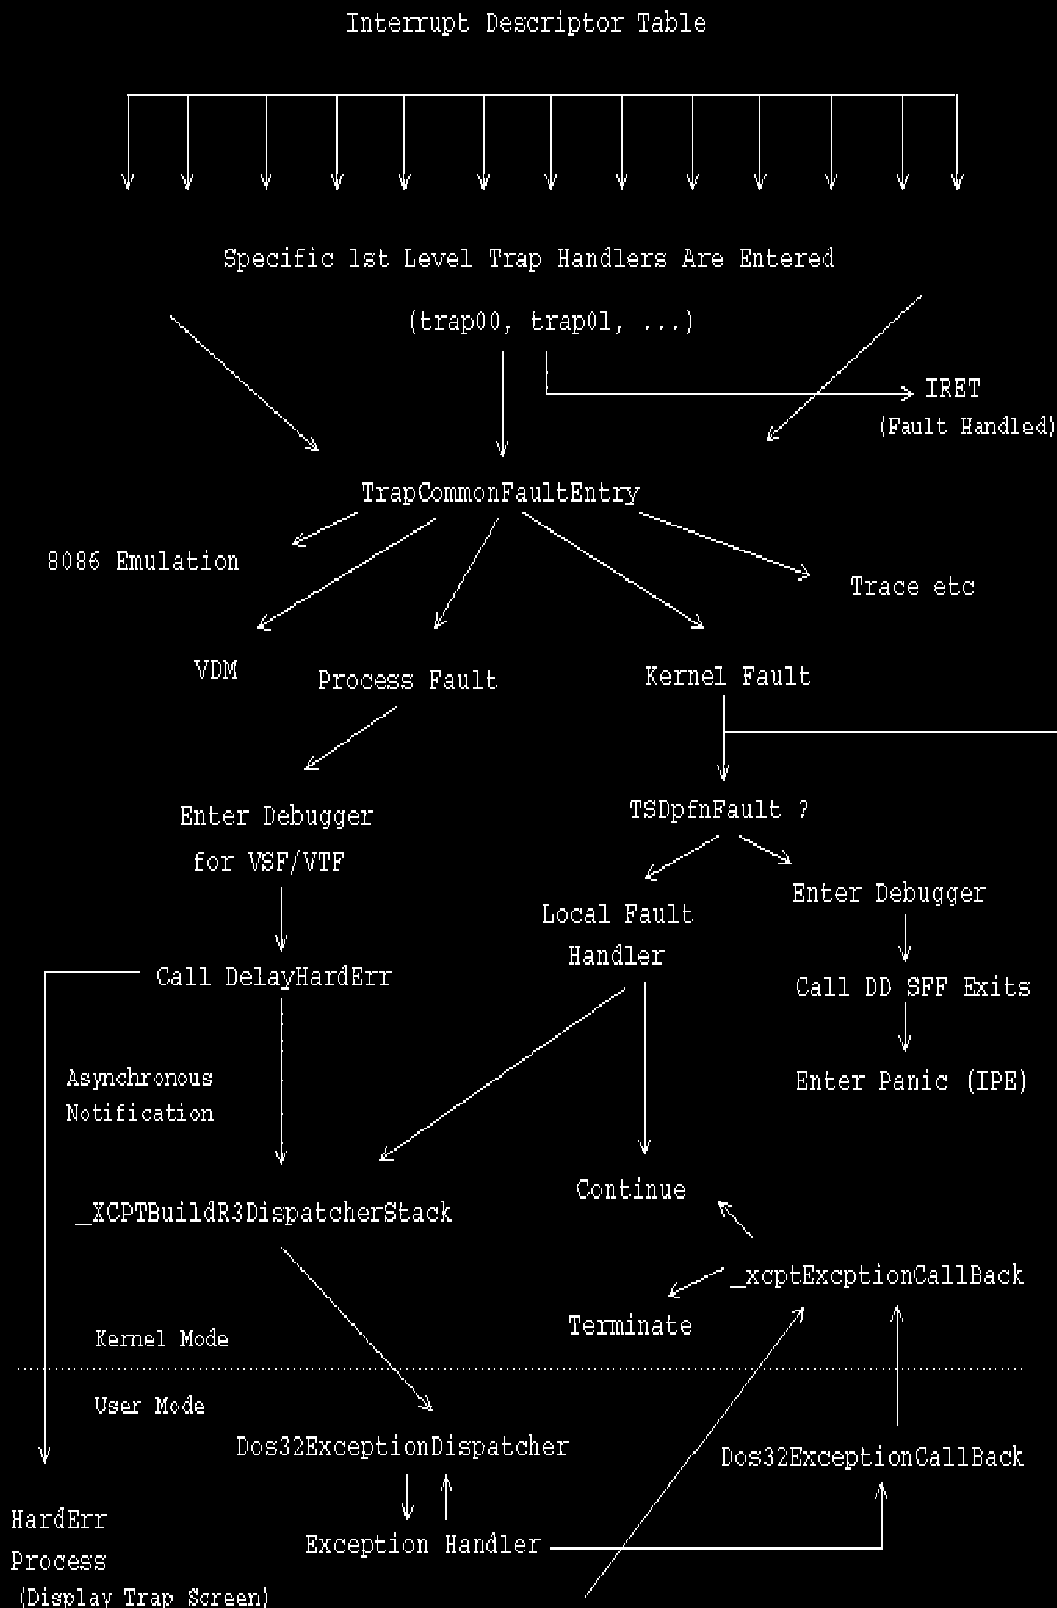 Interrupt Descriptor Table
Specific 1st Level Trap Handlers Are Entered
(trap00, trap01, ...)
IRET
(Fault Handled)
TrapCommonFaultEntry
8086 Emulation
Trace etc
VDM
Process Fault
Kernel Fault
Enter Debugger
for VSF/VTF
TSDpfnFault ?
Enter Debugger
Local Fault
Handler
Call DelayHardErr
Call DD SFF Exits
Asynchronous
Notification
Enter Panic (IPE)
Continue
_XCPTBuildR3DispatcherStack
_xcptExcptionCallBack
Terminate
Kernel Mode
User Mode
Dos32ExceptionDispatcher
Dos32ExceptionCallBack
HardErr
Process
(Display Trap Screen)
Exception Handler